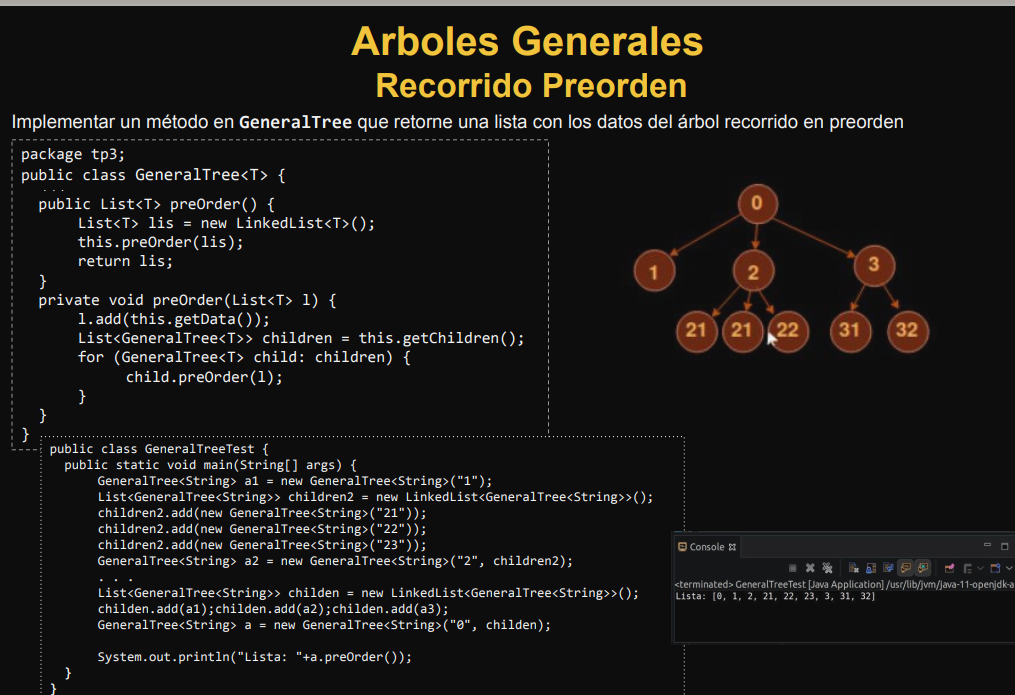 Arboles Generales
Recorrido Preorden
Implementar un método en GeneralTree que retorne una lista con los datos del árbol recorrido en preorden
package tp3;
public class GeneralTree<T> {
...
public List<T> preOrder() {
List<T> lis = new LinkedList<T>();
this.preOrder(lis);
return lis;
}
private void preOrder(List<T> l) {
l.add(this.getData());
List<GeneralTree<T>> children = this.getChildren();
for (GeneralTree<T> child: children) {
child.preOrder(l);
}
}
}
0
1
2
3
21
21
22
31
32
public class GeneralTreeTest {
public static void main(String[] args) {
GeneralTree<String> a1 = new GeneralTree<String>("1");
List<GeneralTree<String>> children2 = new LinkedList<GeneralTree<String>>();
children2.add(new GeneralTree<String>("21"));
children2.add(new GeneralTree<String>("22"));
children2.add(new GeneralTree<String>("23"));
GeneralTree<String> a2 = new GeneralTree<String>("2", children2);
. . .
List<GeneralTree<String>> childen = new LinkedList<GeneralTree<String>>();
childen.add(a1);childen.add(a2);childen.add(a3);
GeneralTree<String> a = new GeneralTree<String>("0", childen);
System.out.println("Lista: "+a.preOrder());
}
}
Console
<terminated> GeneralTreeTest [Java Application] /usr/lib/jvm/java-11-openjdk-a
Lista: [0, 1, 2, 21, 22, 23, 3, 31, 32]